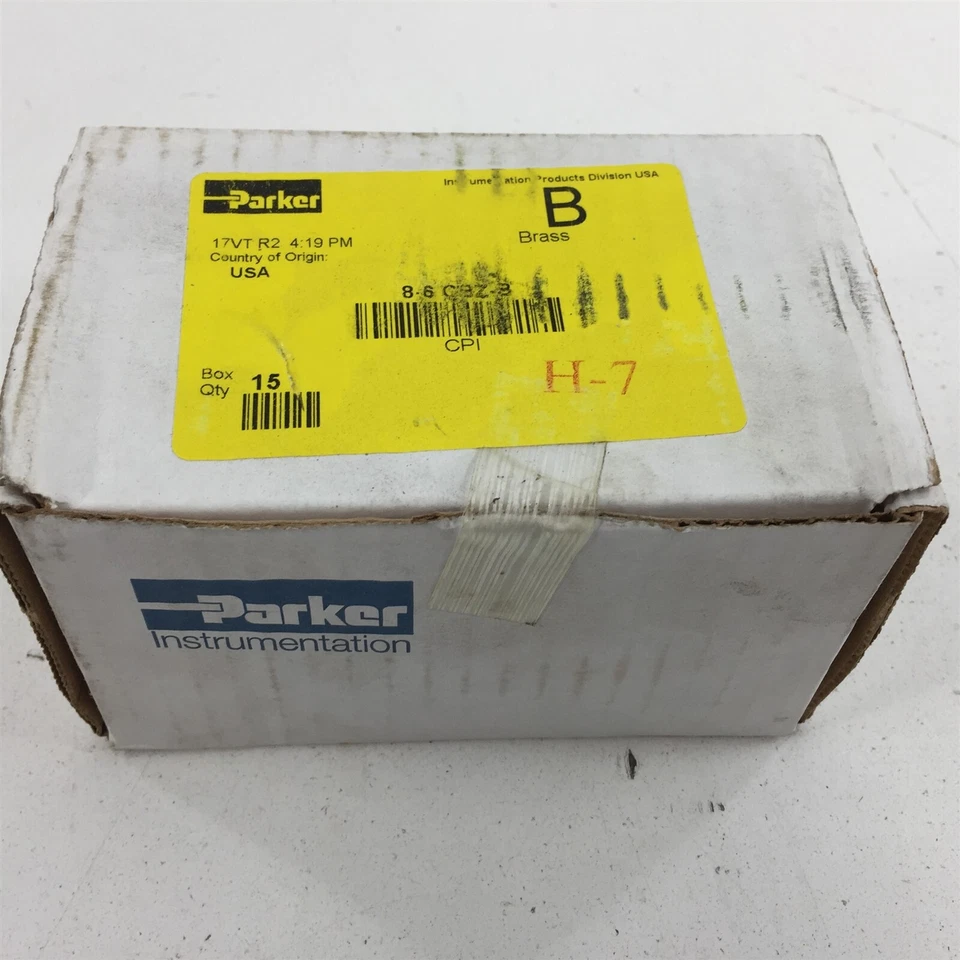 Parker
Instrumentation Products Division USA
B
Brass
17VT R2 4:19 PM
Country of Origin:
USA
8-6 CBZ-B
CPI
Box
Qty 15
H-7
Parker
Instrumentation